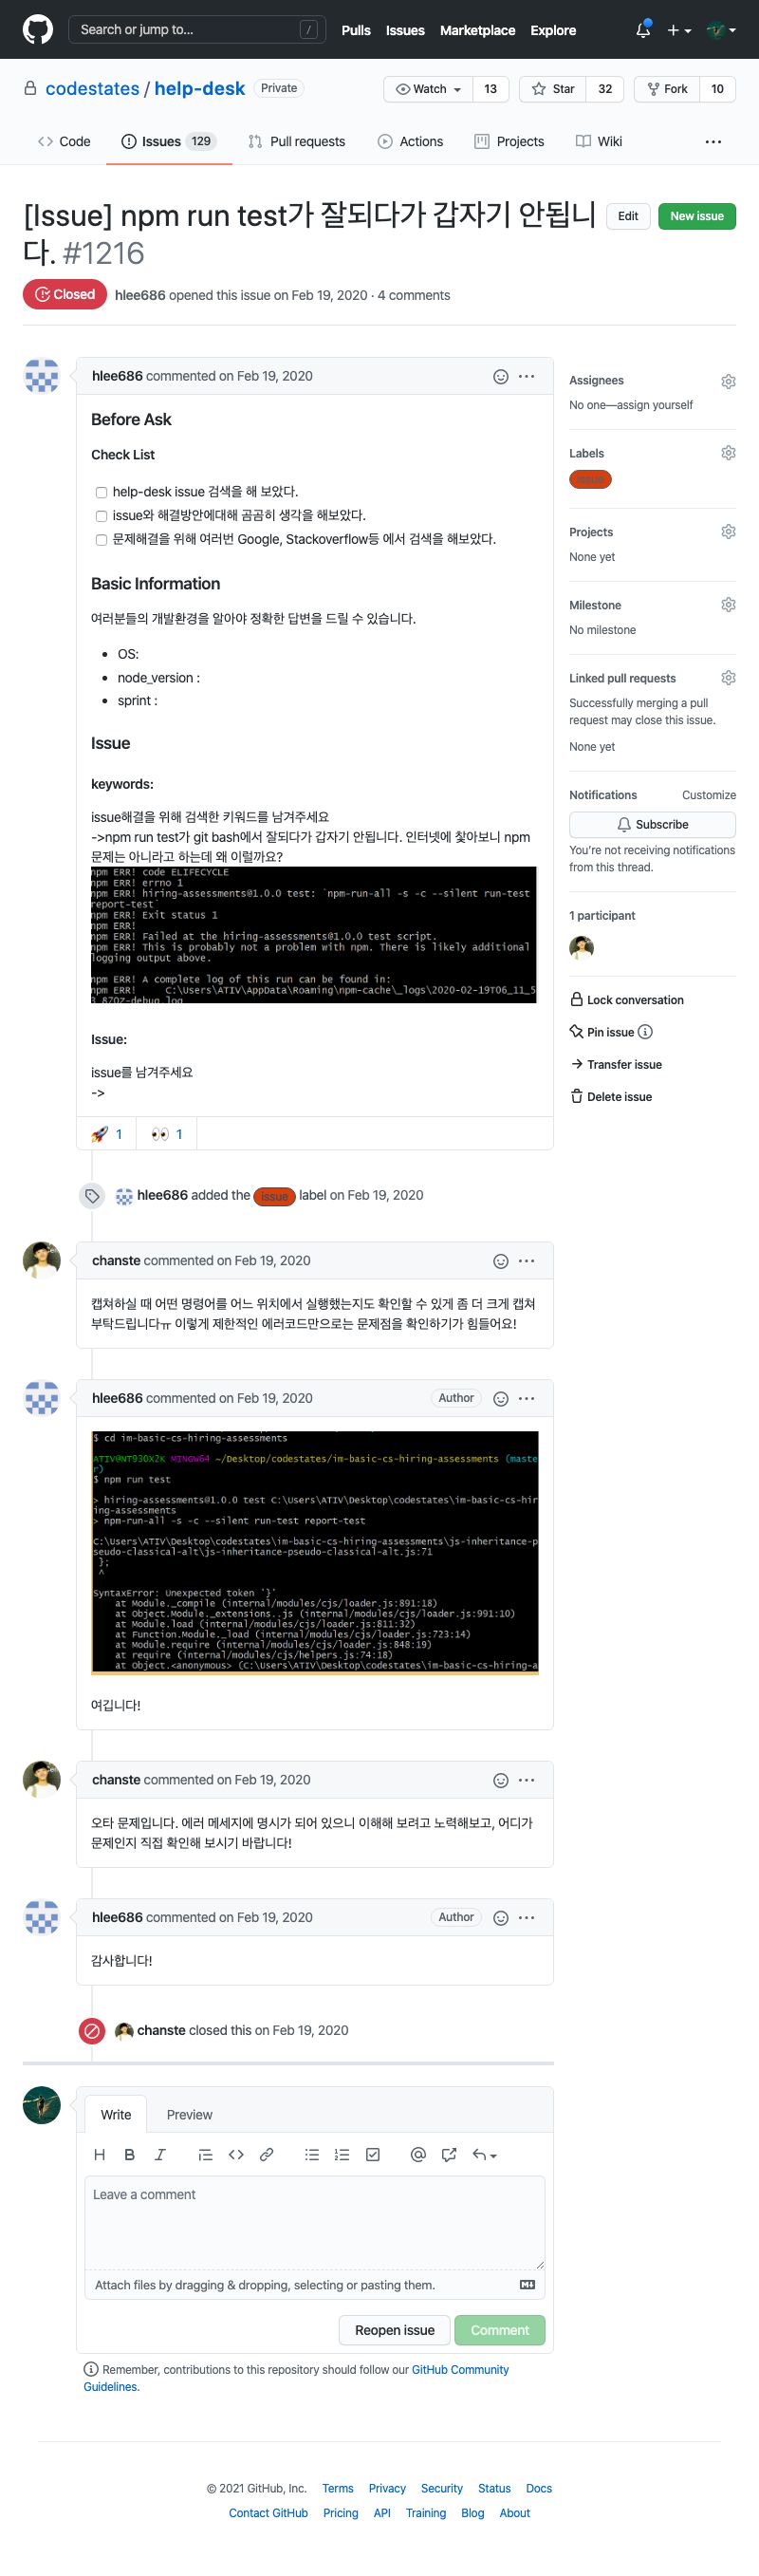 Search or jump to...
/
Pulls
Issues
Marketplace
Explore
codestates / help-desk
Private
Watch
13
Star
32
Fork
10
Code
Issues 129
Pull requests
Actions
Projects
Wiki
[Issue] npm run test가 잘되다가 갑자기 안됩니
다. #1216
Edit
New issue
Closed
hlee686 opened this issue on Feb 19, 2020 · 4 comments
hlee686 commented on Feb 19, 2020
Before Ask
Check List
help-desk issue 검색을 해 보았다.
issue와 해결방안에대해 곰곰히 생각을 해보았다.
문제해결을 위해 여러번 Google, Stackoverflow등 에서 검색을 해보았다.
Basic Information
여러분들의 개발환경을 알아야 정확한 답변을 드릴 수 있습니다.
• OS:
• node_version :
• sprint :
Issue
keywords:
issue해결을 위해 검색한 키워드를 남겨주세요
->npm run test가 git bash에서 잘되다가 갑자기 안됩니다. 인터넷에 찿아보니 npm
문제는 아니라고 하는데 왜 이럴까요?
npm ERR! code ELIFECYCLE
npm ERR! errno 1
npm ERR! hiring-assessments@1.0.0 test: `npm-run-all -s -c --silent run-test
report-test`
npm ERR! Exit status 1
npm ERR!
npm ERR! Failed at the hiring-assessments@1.0.0 test script.
npm ERR! This is probably not a problem with npm. There is likely additional
logging output above.
npm ERR! A complete log of this run can be found in:
npm ERR!     C:\Users\ATIV\AppData\Roaming\npm-cache\_logs\2020-02-19T06_11_5
3_870Z-debug.log
Issue:
issue를 남겨주세요
->
🚀 1
👀 1
Assignees
No one—assign yourself
Labels
issue
Projects
None yet
Milestone
No milestone
Linked pull requests
Successfully merging a pull
request may close this issue.
None yet
Notifications
Customize
Subscribe
You're not receiving notifications
from this thread.
1 participant
Lock conversation
Pin issue
Transfer issue
Delete issue
hlee686 added the issue label on Feb 19, 2020
chanste commented on Feb 19, 2020
캡쳐하실 때 어떤 명령어를 어느 위치에서 실행했는지도 확인할 수 있게 좀 더 크게 캡쳐
부탁드립니다ㅠ 이렇게 제한적인 에러코드만으로는 문제점을 확인하기가 힘들어요!
hlee686 commented on Feb 19, 2020
Author
$ cd im-basic-cs-hiring-assessments
ATIV@NT930X2K MINGW64 ~/Desktop/codestates/im-basic-cs-hiring-assessments (maste
r)
$ npm run test
> hiring-assessments@1.0.0 test C:\Users\ATIV\Desktop\codestates\im-basic-cs-hir
ing-assessments
> npm-run-all -s -c --silent run-test report-test
C:\Users\ATIV\Desktop\codestates\im-basic-cs-hiring-assessments\js-inheritance-p
seudo-classical-alt\js-inheritance-pseudo-classical-alt.js:71
};
^
SyntaxError: Unexpected token '}'
at Module._compile (internal/modules/cjs/loader.js:891:18)
at Object.Module._extensions..js (internal/modules/cjs/loader.js:991:10)
at Module.load (internal/modules/cjs/loader.js:811:32)
at Function.Module._load (internal/modules/cjs/loader.js:723:14)
at Module.require (internal/modules/cjs/loader.js:848:19)
at require (internal/modules/cjs/helpers.js:74:18)
at Object.<anonymous> (C:\Users\ATIV\Desktop\codestates\im-basic-cs-hiring-a
여깁니다!
chanste commented on Feb 19, 2020
오타 문제입니다. 에러 메세지에 명시가 되어 있으니 이해해 보려고 노력해보고, 어디가
문제인지 직접 확인해 보시기 바랍니다!
hlee686 commented on Feb 19, 2020
Author
감사합니다!
chanste closed this on Feb 19, 2020
Write
Preview
Leave a comment
Attach files by dragging & dropping, selecting or pasting them.
Reopen issue
Comment
Remember, contributions to this repository should follow our GitHub Community
Guidelines.
© 2021 GitHub, Inc.
Terms
Privacy
Security
Status
Docs
Contact GitHub
Pricing
API
Training
Blog
About